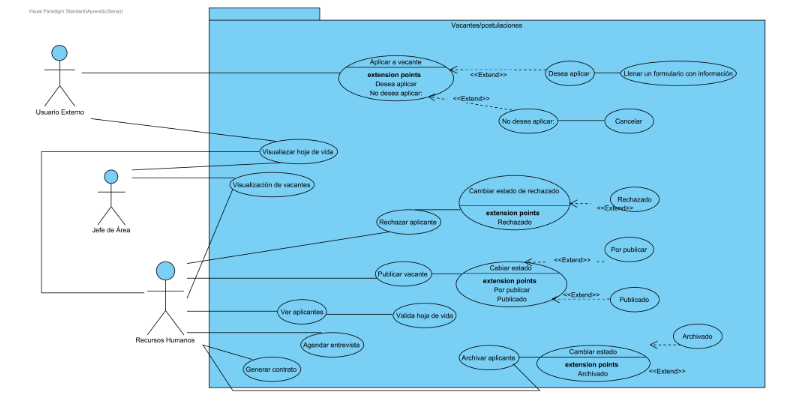 Visual Paradigm Standard(Aprendiz(Sena))
Vacantes/postulaciones
Aplicar a vacante
extension points
Desea aplicar
No desea aplicar:
<<Extend>>
Desea aplicar
Llenar un formulario con información
<<Extend>>
No desea aplicar:
Cancelar
Usuario Externo
Visualiazar hoja de vida
Visualización de vacantes
Jefe de Área
Cambiar estado de rechazado
extension points
Rechazado
<<Extend>>
Rechazado
Rechazar aplicante
Publicar vacante
Cabiar estado
extension points
Por publicar
Publicado
<<Extend>>
Por publicar
<<Extend>>
Publicado
Ver aplicantes
Valida hoja de vida
Recursos Humanos
Agendar entrevista
Generar contrato
Archivar aplicante
Cambiar estado
extension points
Archivado
Archivado
<<Extend>>